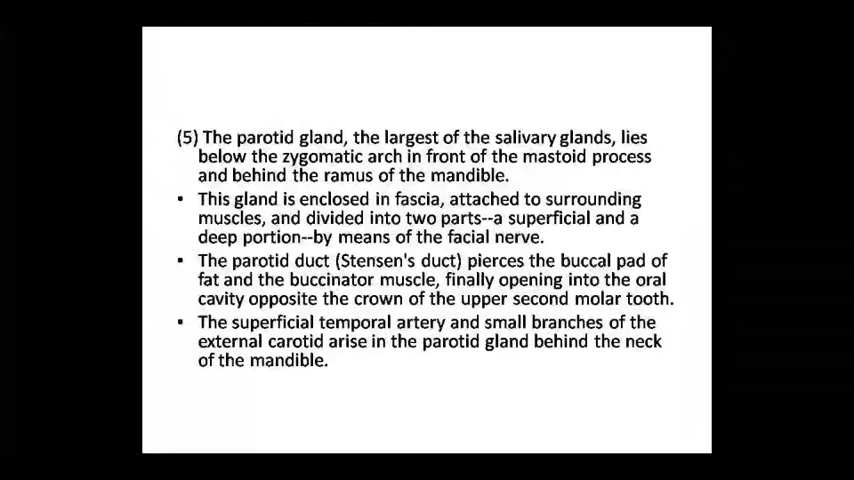 (5) The parotid gland, the largest of the salivary glands, lies
below the zygomatic arch in front of the mastoid process
and behind the ramus of the mandible.
▪ This gland is enclosed in fascia, attached to surrounding
muscles, and divided into two parts--a superficial and a
deep portion--by means of the facial nerve.
▪ The parotid duct (Stensen's duct) pierces the buccal pad of
fat and the buccinator muscle, finally opening into the oral
cavity opposite the crown of the upper second molar tooth.
▪ The superficial temporal artery and small branches of the
external carotid arise in the parotid gland behind the neck
of the mandible.